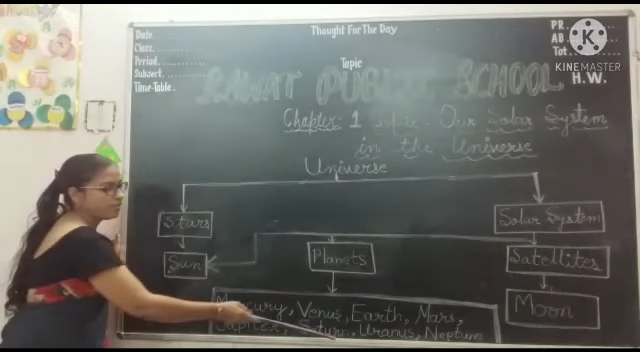 Date..........
Class..........
Period..........
Subject..........
Time-Table.
Thought For The Day
Topic
PR
AB
Tot
H.W.
KINEMASTER
RAWAT PUBLIC SCHOOL
Chapter- 1 - Our Solar System
in the Universe
Universe
Stars
Solar System
Sun
Planets
Satellites
Moon
Mercury, Venus, Earth, Mars,
Jupiter, Saturn, Uranus, Neptum